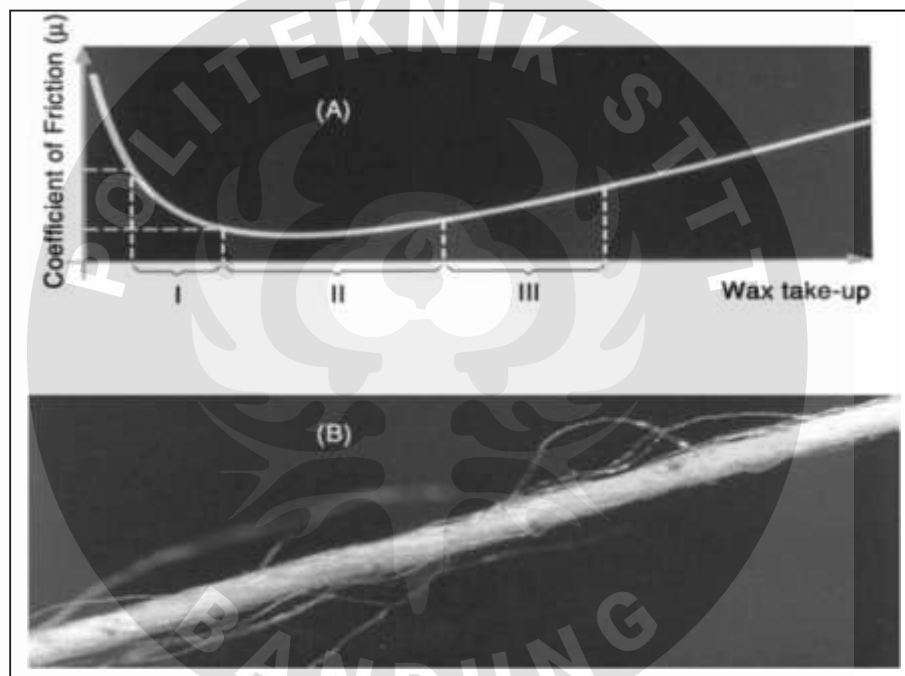 Coefficient of Friction (μ)
(A)
I
II
III
Wax take-up
(B)
POLITEKNIK STTT
BANDUNG